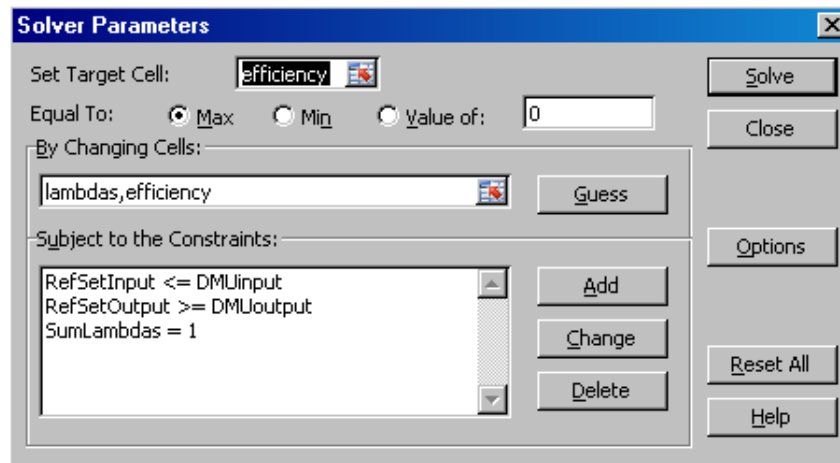 Solver Parameters
Set Target Cell: efficiency Solve
Equal To: Max Min Value of: 0 Close
By Changing Cells:
lambdas,efficiency Guess
Subject to the Constraints: Options
RefSetInput <= DMUinput Add
RefSetOutput >= DMUoutput
SumLambdas = 1 Change
Reset All
Delete
Help